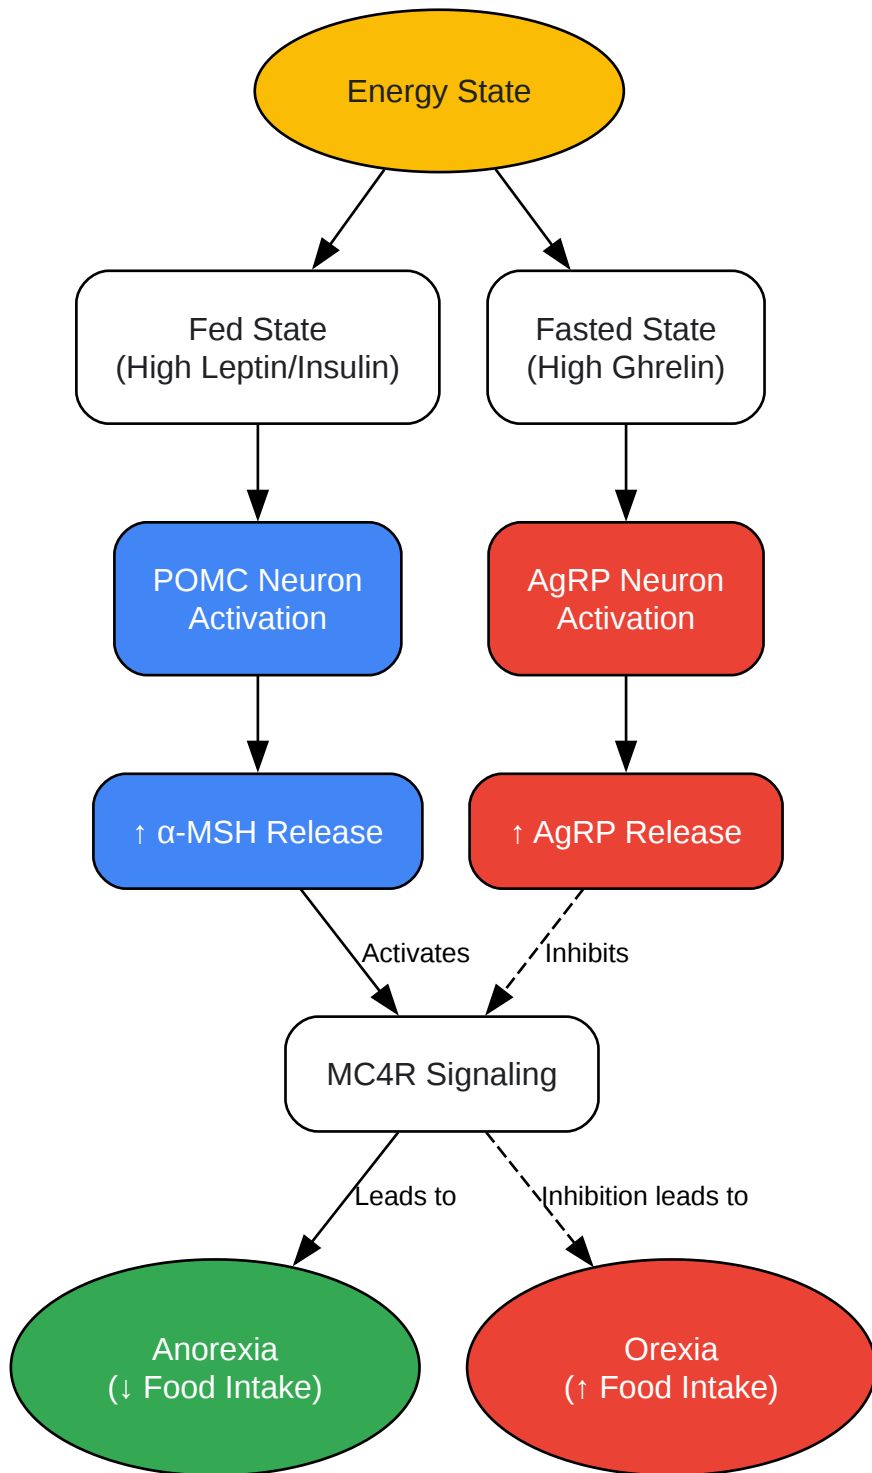 Energy State
Fed State
(High Leptin/Insulin)
Fasted State
(High Ghrelin)
POMC Neuron
Activation
AgRP Neuron
Activation
↑ α-MSH Release
↑ AgRP Release
Activates
Inhibits
MC4R Signaling
Leads to
Inhibition leads to
Anorexia
(↓ Food Intake)
Orexia
(↑ Food Intake)